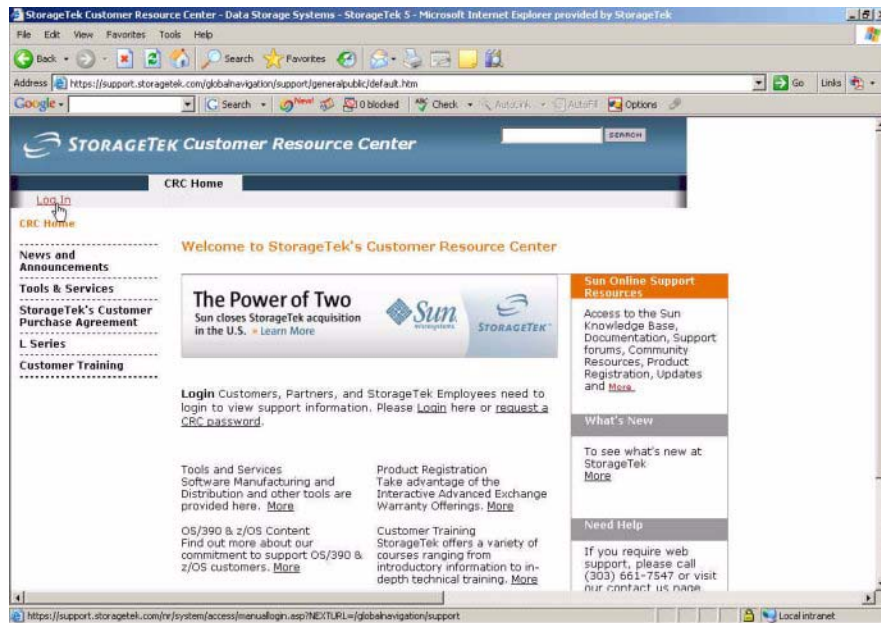 StorageTek Customer Resource Center - Data Storage Systems - StorageTek 5 - Microsoft Internet Explorer provided by StorageTek
File Edit View Favorites Tools Help
Back Search Favorites
Address https://support.storagetek.com/globalnavigation/support/generalpublic/default.htm Go Links
Google Search New! 0 blocked Check AutoLink AutoFill Options
STORAGETEK Customer Resource Center SEARCH
CRC Home
Log In
CRC Home
News and
Announcements
Tools & Services
StorageTek's Customer
Purchase Agreement
L Series
Customer Training
Welcome to StorageTek's Customer Resource Center
The Power of Two
Sun closes StorageTek acquisition
in the U.S. » Learn More
Sun
microsystems
STORAGETEK
Login Customers, Partners, and StorageTek Employees need to
login to view support information. Please Login here or request a
CRC password.
Tools and Services
Software Manufacturing and
Distribution and other tools are
provided here. More
OS/390 & z/OS Content
Find out more about our
commitment to support OS/390 &
z/OS customers. More
Product Registration
Take advantage of the
Interactive Advanced Exchange
Warranty Offerings. More
Customer Training
StorageTek offers a variety of
courses ranging from
introductory information to in-
depth technical training. More
Sun Online Support
Resources
Access to the Sun
Knowledge Base,
Documentation, Support
forums, Community
Resources, Product
Registration, Updates
and More.
What's New
To see what's new at
StorageTek
More
Need Help
If you require web
support, please call
(303) 661-7547 or visit
our contact us page
https://support.storagetek.com/nr/system/access/manuallogin.asp?NEXTURL=/globalnavigation/support Local intranet